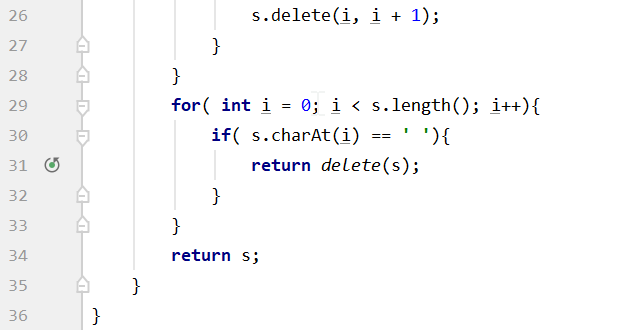 26 s.delete(i, i + 1);
27 }
28 }
29 for( int i = 0; i < s.length(); i++){
30 if( s.charAt(i) == ' '){
31 return delete(s);
32 }
33 }
34 return s;
35 }
36 }